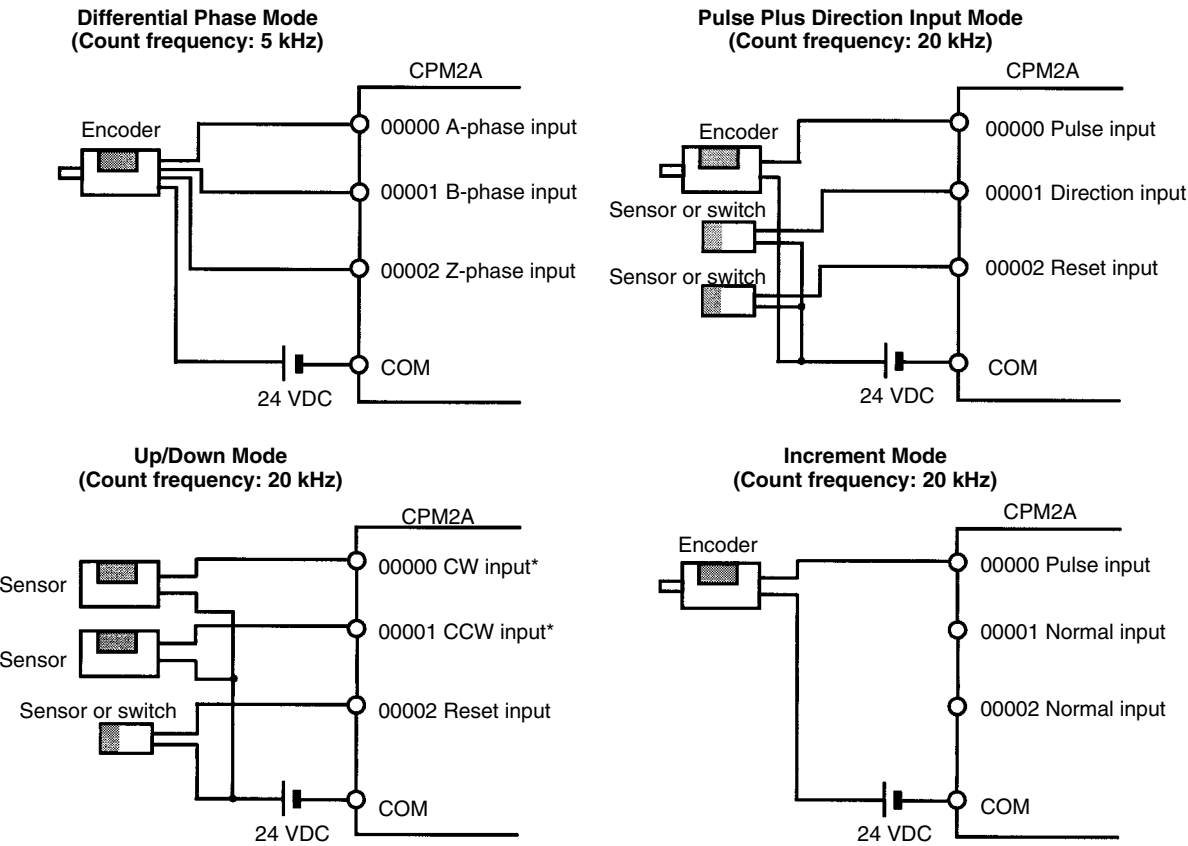 Differential Phase Mode
(Count frequency: 5 kHz)
CPM2A
Encoder
00000 A-phase input
00001 B-phase input
00002 Z-phase input
COM
24 VDC
Pulse Plus Direction Input Mode
(Count frequency: 20 kHz)
CPM2A
Encoder
00000 Pulse input
Sensor or switch
00001 Direction input
Sensor or switch
00002 Reset input
COM
24 VDC
Up/Down Mode
(Count frequency: 20 kHz)
CPM2A
Sensor
00000 CW input*
Sensor
00001 CCW input*
Sensor or switch
00002 Reset input
COM
24 VDC
Increment Mode
(Count frequency: 20 kHz)
CPM2A
Encoder
00000 Pulse input
00001 Normal input
00002 Normal input
COM
24 VDC